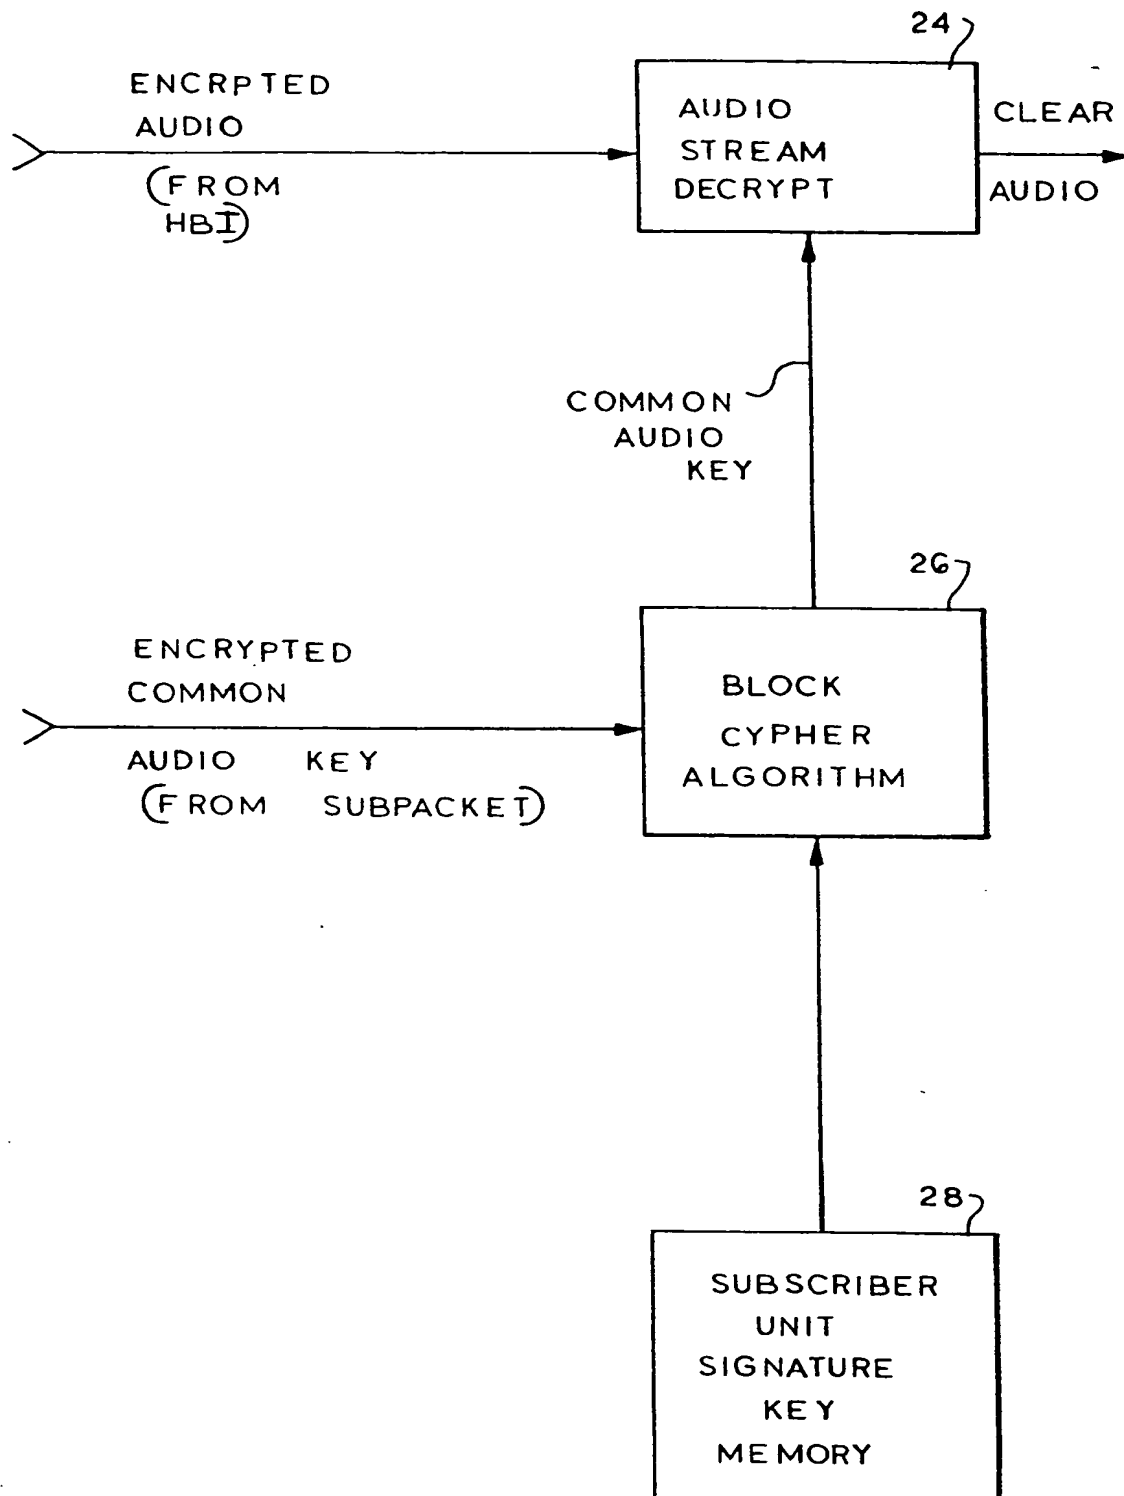 24
ENCRPTED
AUDIO
(FROM
HBI)
AUDIO
STREAM
DECRYPT
CLEAR
AUDIO
COMMON
AUDIO
KEY
26
ENCRYPTED
COMMON
AUDIO KEY
(FROM SUBPACKET)
BLOCK
CYPHER
ALGORITHM
28
SUBSCRIBER
UNIT
SIGNATURE
KEY
MEMORY